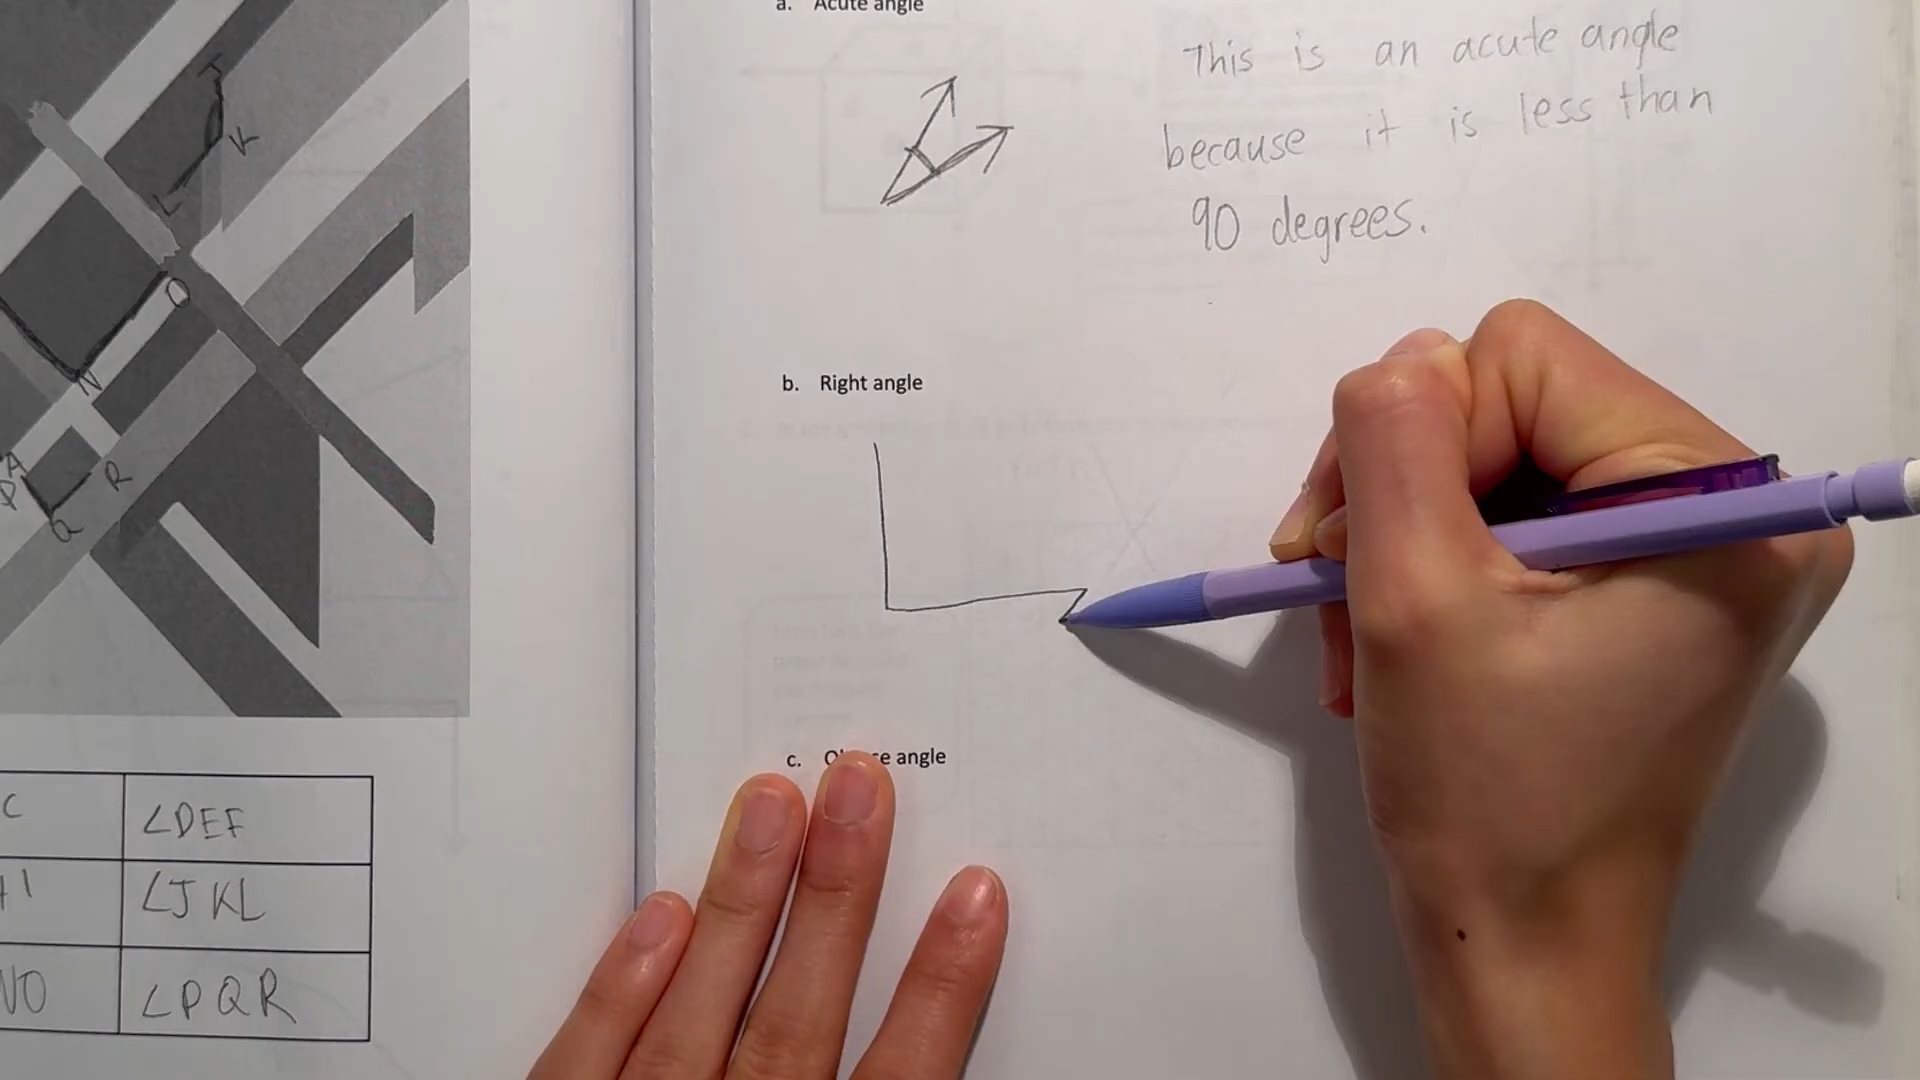 a. Acute angle
This is an acute angle
because it is less than
90 degrees.
b. Right angle
c. angle
J
K
L
O
N
A
P
R
Q
C
∠DEF
∠JKL
NO
∠PQR